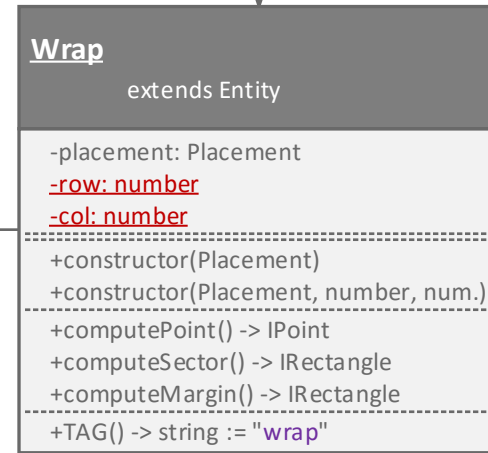 Wrap
extends Entity
-placement: Placement
-row: number
-col: number
+constructor(Placement)
+constructor(Placement, number, num.)
+computePoint() -> IPoint
+computeSector() -> IRectangle
+computeMargin() -> IRectangle
+TAG() -> string := "wrap"